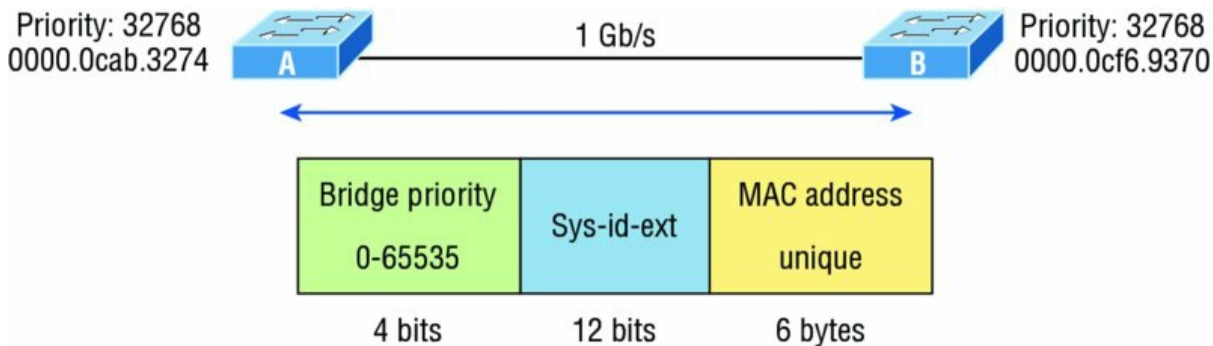 Priority: 32768
0000.0cab.3274
A
1 Gb/s
B
Priority: 32768
0000.0cf6.9370
Bridge priority
0-65535
Sys-id-ext
MAC address
unique
4 bits
12 bits
6 bytes